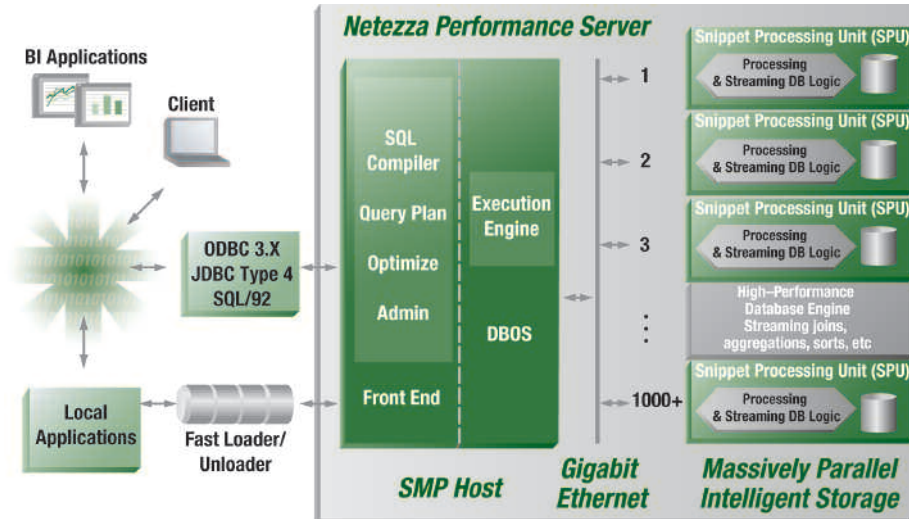 Netezza Performance Server
BI Applications
Client
ODBC 3.X
JDBC Type 4
SQL/92
Local
Applications
Fast Loader/
Unloader
SQL
Compiler
Query Plan
Optimize
Admin
Front End
Execution
Engine
DBOS
SMP Host
1
2
3
1000+
Gigabit
Ethernet
Snippet Processing Unit (SPU)
Processing
& Streaming DB Logic
Snippet Processing Unit (SPU)
Processing
& Streaming DB Logic
Snippet Processing Unit (SPU)
Processing
& Streaming DB Logic
High–Performance
Database Engine
Streaming joins,
aggregations, sorts, etc
Snippet Processing Unit (SPU)
Processing
& Streaming DB Logic
Massively Parallel
Intelligent Storage